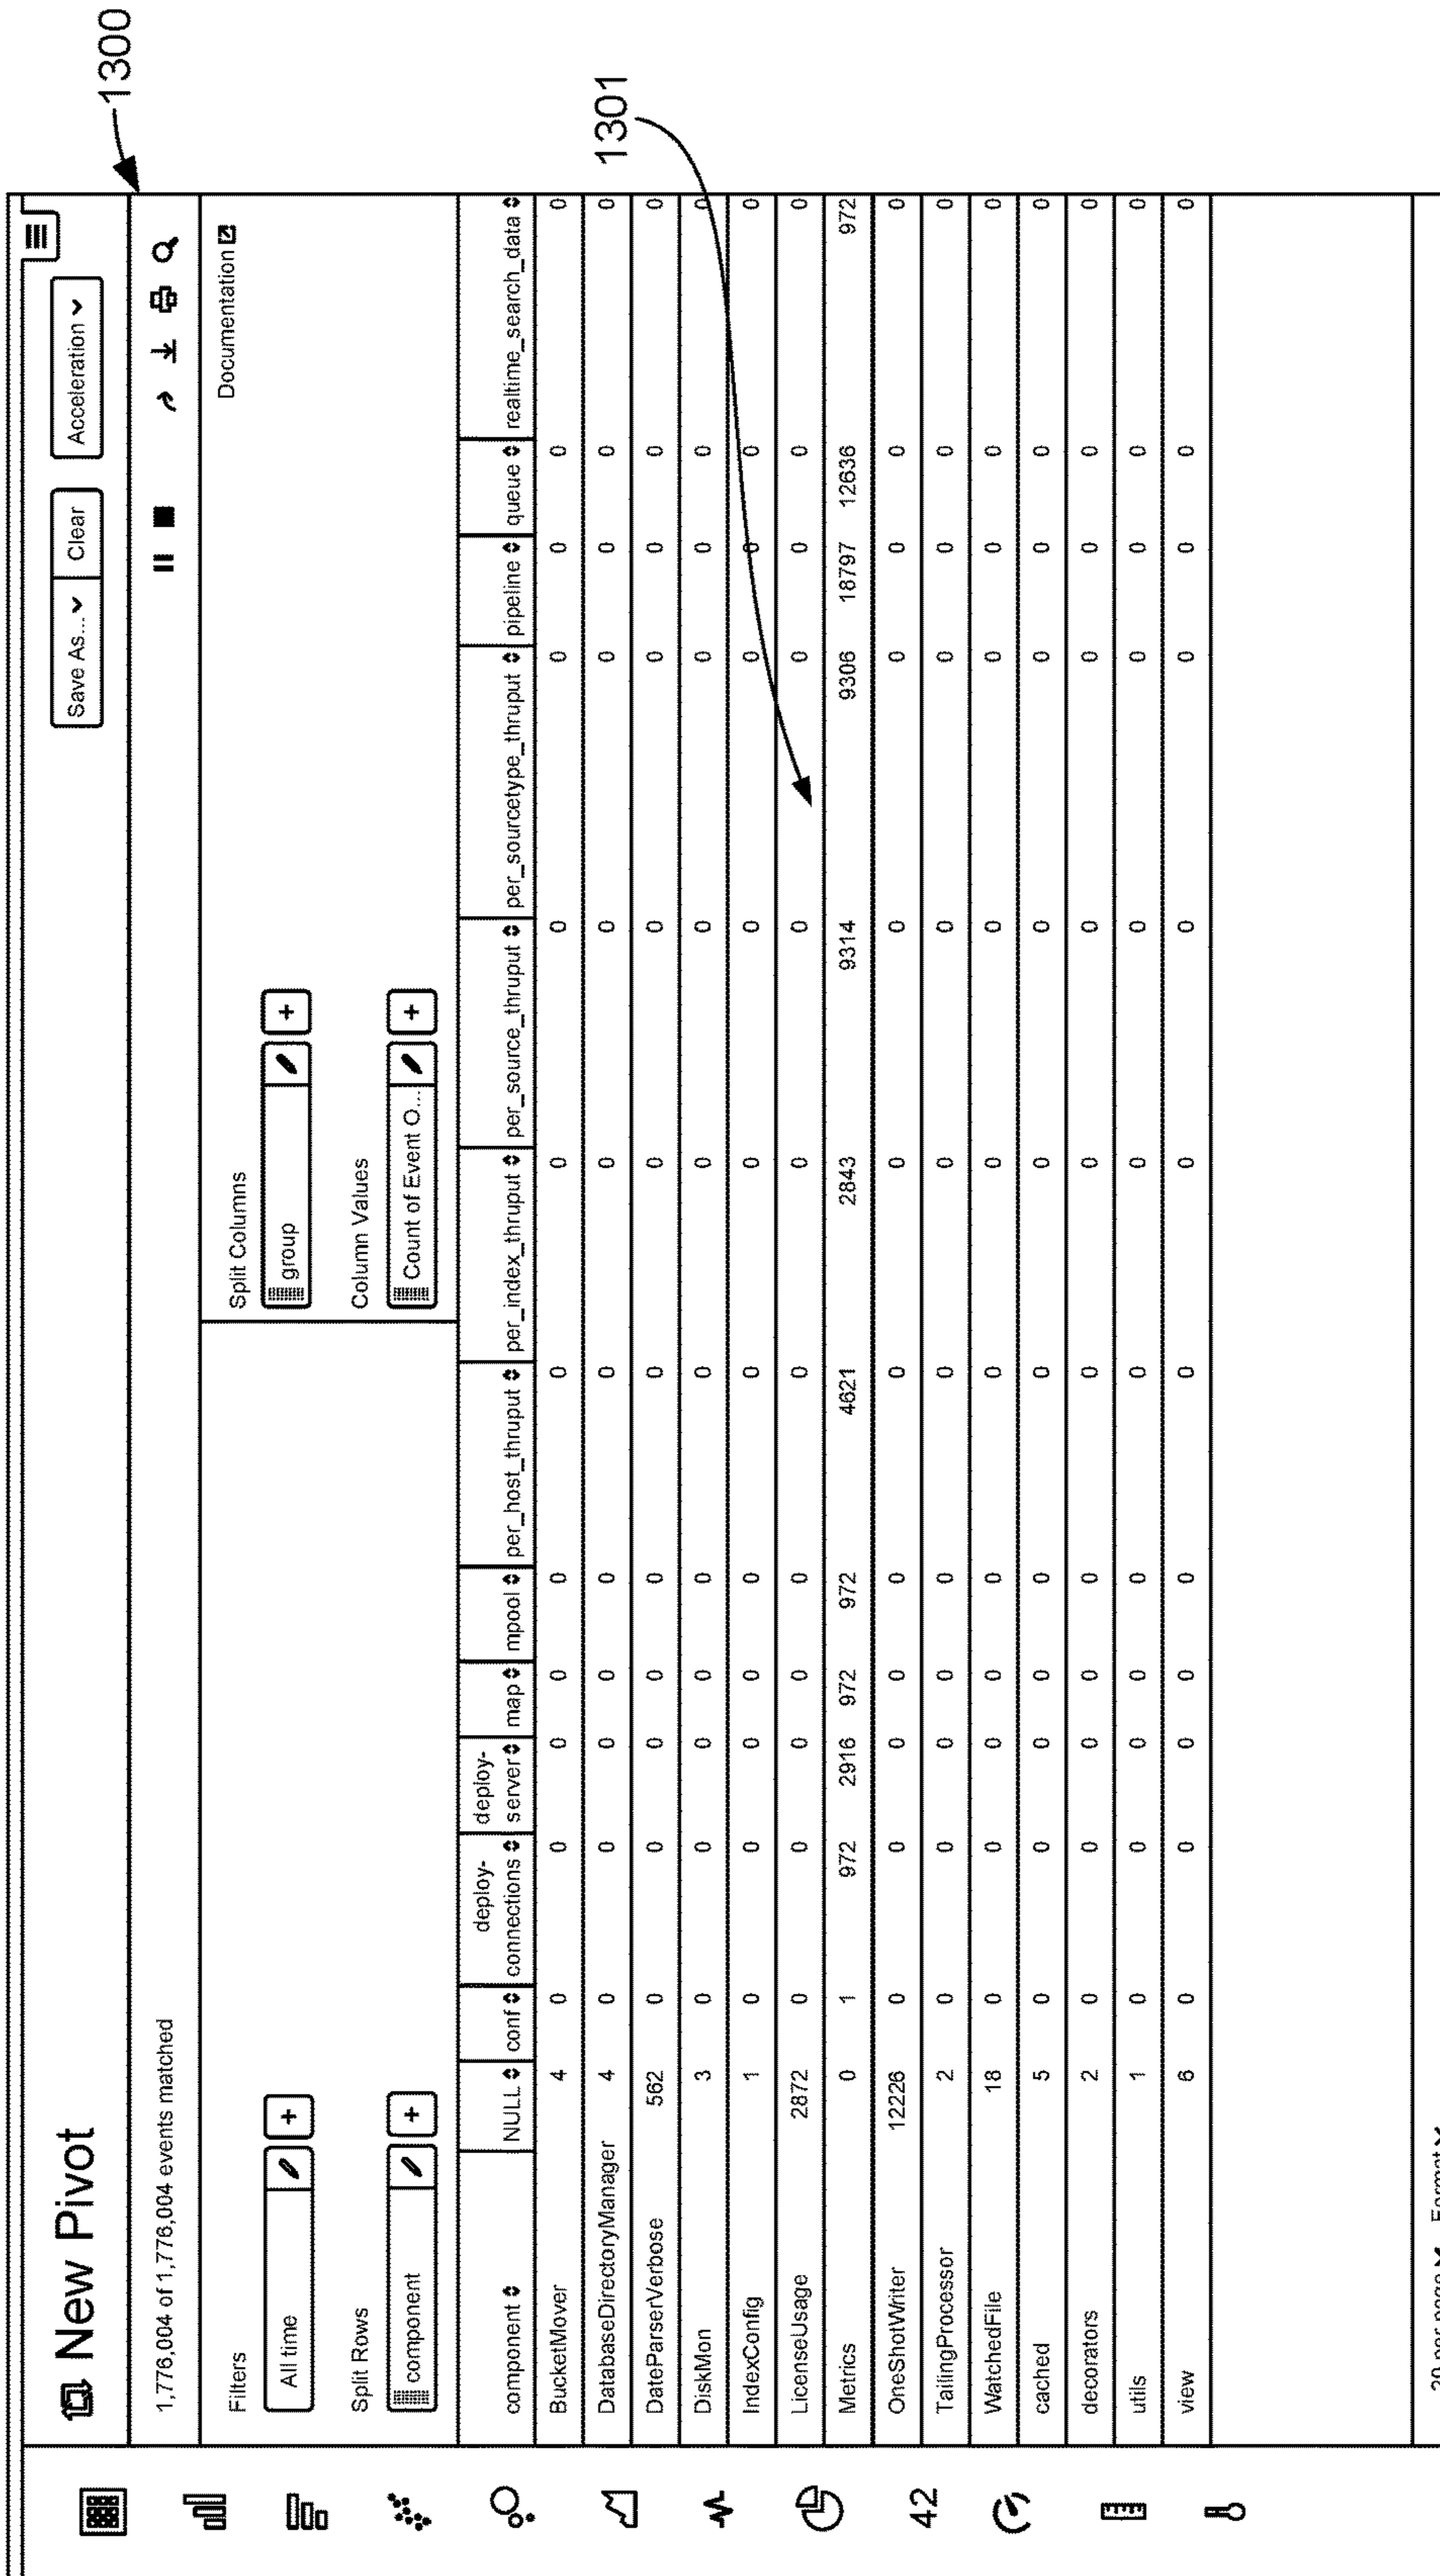 1300
New Pivot
Save As... Clear Acceleration
1,776,004 of 1,776,004 events matched
Filters Split Columns Documentation
All time + group +
Split Rows Column Values
component + Count of Event O... +
component NULL conf deploy-connections deploy-server map mpool per_host_thruput per_index_thruput per_source_thruput per_sourcetype_thruput pipeline queue realtime_search_data
BucketMover 4 0 0 0 0 0 0 0 0 0 0 0 0
DatabaseDirectoryManager 4 0 0 0 0 0 0 0 0 0 0 0 0
1301
DateParserVerbose 562 0 0 0 0 0 0 0 0 0 0 0 0
DiskMon 3 0 0 0 0 0 0 0 0 0 0 0 0
IndexConfig 1 0 0 0 0 0 0 0 0 0 0 0 0
LicenseUsage 2872 0 0 0 0 0 0 0 0 0 0 0 0
Metrics 0 1 972 2916 972 972 4621 2843 9314 9306 18797 12636 972
OneShotWriter 12226 0 0 0 0 0 0 0 0 0 0 0 0
TailingProcessor 2 0 0 0 0 0 0 0 0 0 0 0 0
WatchedFile 18 0 0 0 0 0 0 0 0 0 0 0 0
cached 5 0 0 0 0 0 0 0 0 0 0 0 0
decorators 2 0 0 0 0 0 0 0 0 0 0 0 0
utils 1 0 0 0 0 0 0 0 0 0 0 0 0
view 6 0 0 0 0 0 0 0 0 0 0 0 0
42
20 per page Format